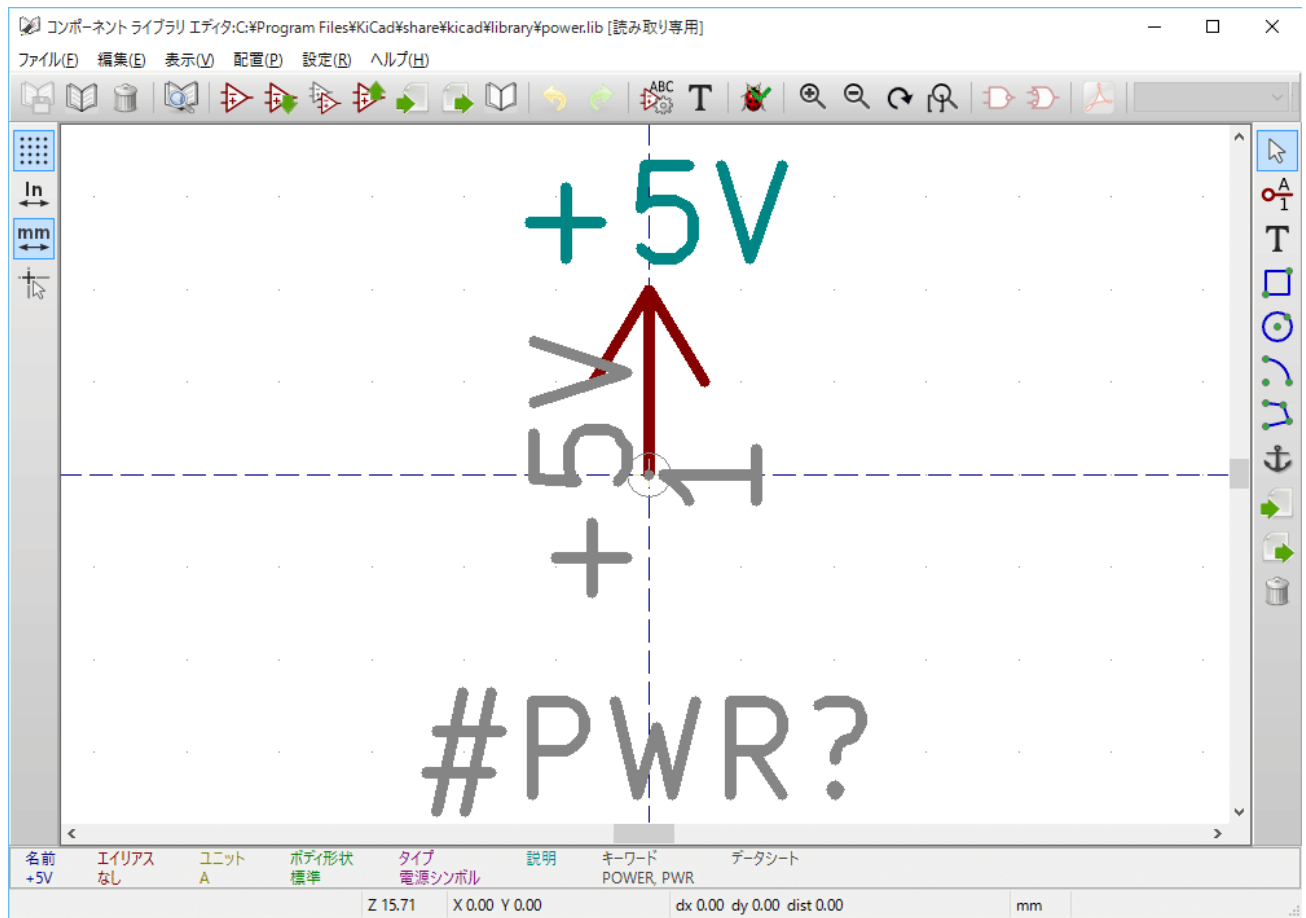 コンポーネント ライブラリ エディタ:C:¥Program Files¥KiCad¥share¥kicad¥library¥power.lib [読み取り専用]
ファイル(F) 編集(E) 表示(V) 配置(P) 設定(R) ヘルプ(H)
ABC
T
In
mm
A
1
T
+5V
+5V
1
#PWR?
名前 エイリアス ユニット ボディ形状 タイプ 説明 キーワード データシート
+5V なし A 標準 電源シンボル POWER, PWR
Z 15.71 X 0.00 Y 0.00 dx 0.00 dy 0.00 dist 0.00 mm